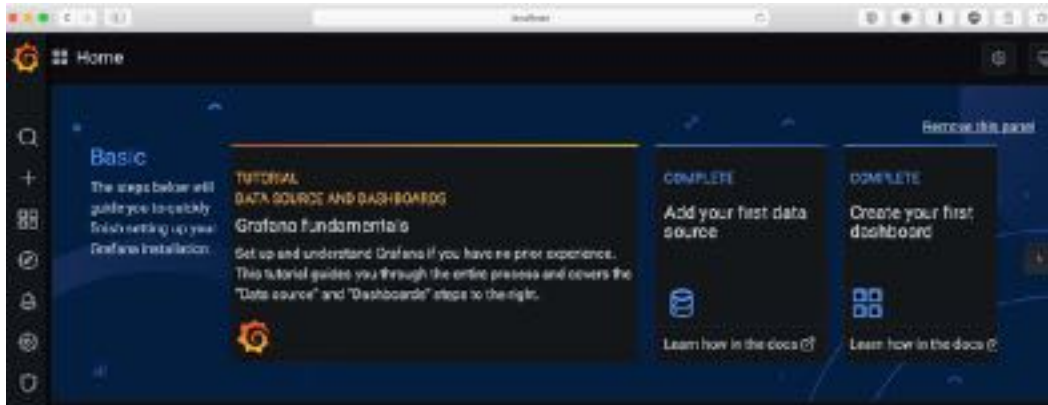 localhost
Home
Remove this panel
Basic
The steps below will
guide you to quickly
finish setting up your
Grafana installation.
TUTORIAL
DATA SOURCE AND DASHBOARDS
Grafana fundamentals
Set up and understand Grafana if you have no prior experience.
This tutorial guides you through the entire process and covers the
"Data source" and "Dashboards" steps to the right.
COMPLETE
Add your first data
source
Learn how in the docs
COMPLETE
Create your first
dashboard
Learn how in the docs